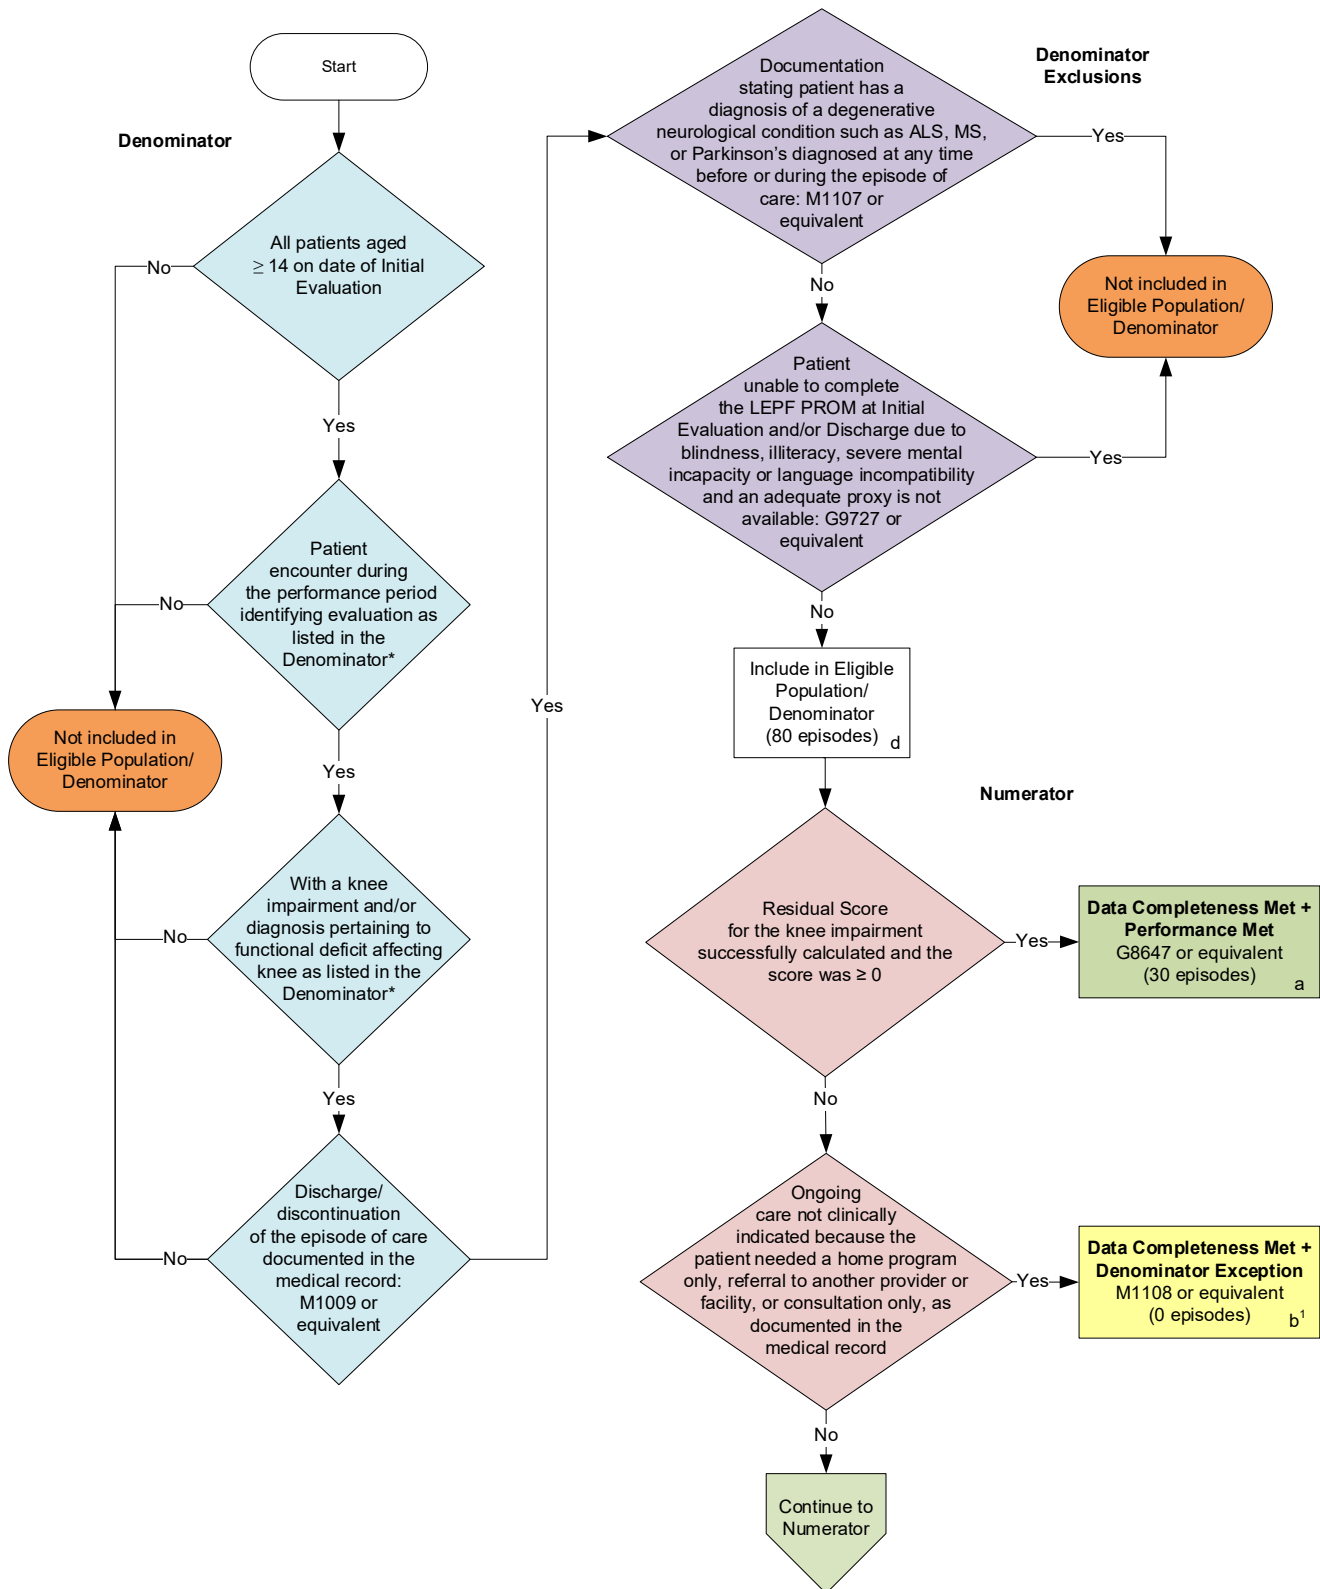 Start
Denominator
All patients aged
≥ 14 on date of Initial
Evaluation
No
Yes
Patient
encounter during
the performance period
identifying evaluation as
listed in the
Denominator*
No
Yes
Not included in
Eligible Population/
Denominator
With a knee
impairment and/or
diagnosis pertaining to
functional deficit affecting
knee as listed in the
Denominator*
No
Yes
Discharge/
discontinuation
of the episode of care
documented in the
medical record:
M1009 or
equivalent
No
Yes
Denominator
Exclusions
Documentation
stating patient has a
diagnosis of a degenerative
neurological condition such as ALS, MS,
or Parkinson's diagnosed at any time
before or during the episode of
care: M1107 or
equivalent
Yes
No
Not included in
Eligible Population/
Denominator
Patient
unable to complete
the LEPF PROM at Initial
Evaluation and/or Discharge due to
blindness, illiteracy, severe mental
incapacity or language incompatibility
and an adequate proxy is not
available: G9727 or
equivalent
Yes
No
Include in Eligible
Population/
Denominator
(80 episodes) d
Numerator
Residual Score
for the knee impairment
successfully calculated and the
score was ≥ 0
Yes
Data Completeness Met +
Performance Met
G8647 or equivalent
(30 episodes)
a
No
Ongoing
care not clinically
indicated because the
patient needed a home program
only, referral to another provider or
facility, or consultation only, as
documented in the
medical record
Yes
Data Completeness Met +
Denominator Exception
M1108 or equivalent
(0 episodes) b¹
No
Continue to
Numerator